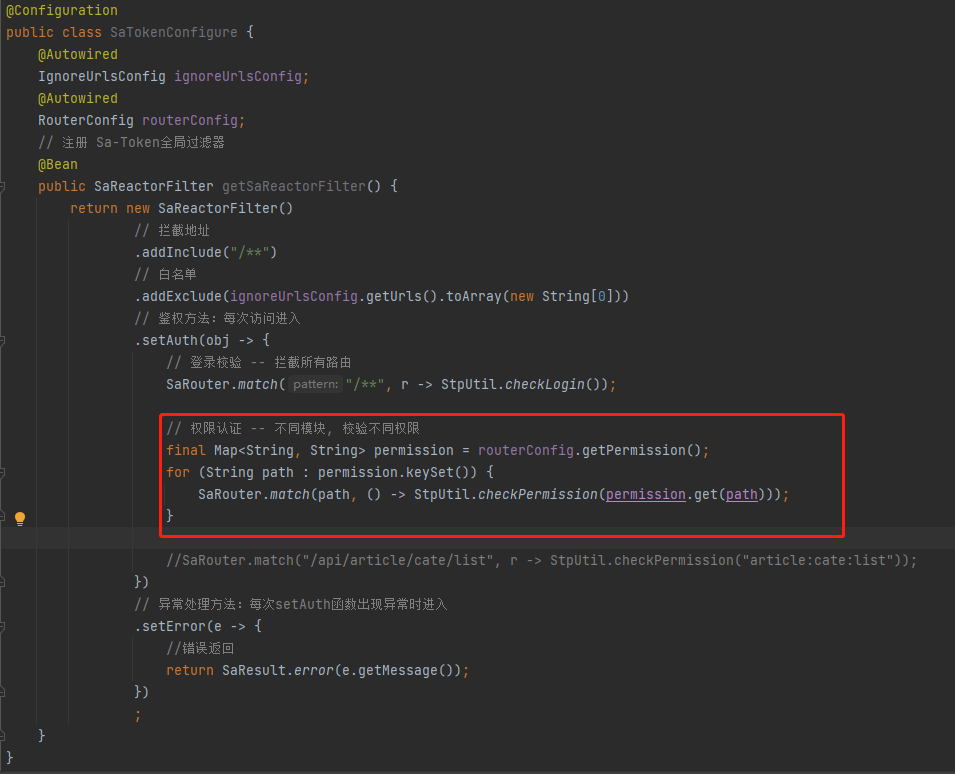 @Configuration
public class SaTokenConfigure {
@Autowired
IgnoreUrlsConfig ignoreUrlsConfig;
@Autowired
RouterConfig routerConfig;
// 注册 Sa-Token全局过滤器
@Bean
public SaReactorFilter getSaReactorFilter() {
return new SaReactorFilter()
// 拦截地址
.addInclude("/**")
// 白名单
.addExclude(ignoreUrlsConfig.getUrls().toArray(new String[0]))
// 鉴权方法：每次访问进入
.setAuth(obj -> {
// 登录校验 -- 拦截所有路由
SaRouter.match( pattern: "/**", r -> StpUtil.checkLogin());
// 权限认证 -- 不同模块, 校验不同权限
final Map<String, String> permission = routerConfig.getPermission();
for (String path : permission.keySet()) {
SaRouter.match(path, () -> StpUtil.checkPermission(permission.get(path)));
}
//SaRouter.match("/api/article/cate/list", r -> StpUtil.checkPermission("article:cate:list"));
})
// 异常处理方法：每次setAuth函数出现异常时进入
.setError(e -> {
//错误返回
return SaResult.error(e.getMessage());
})
;
}
}